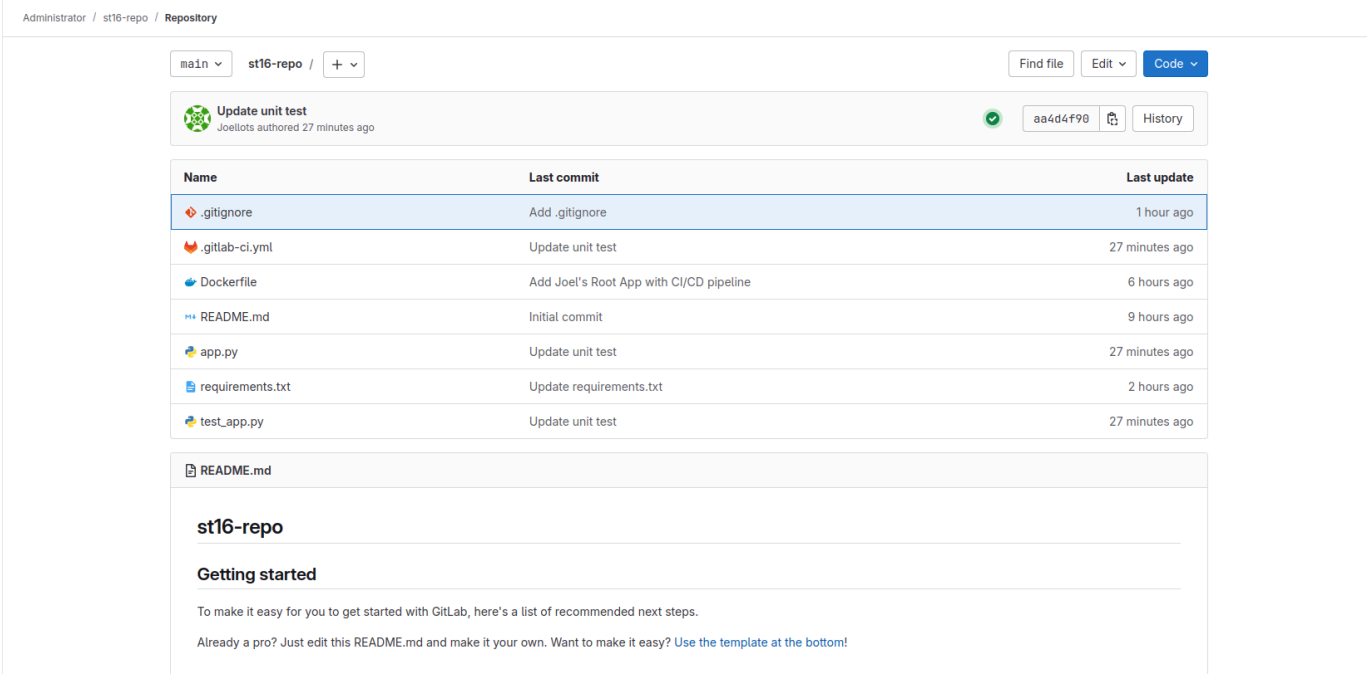 Administrator / st16-repo / Repository
main st16-repo / + Find file Edit Code
Update unit test
Joellots authored 27 minutes ago
aa4d4f90 History
Name Last commit Last update
.gitignore Add .gitignore 1 hour ago
.gitlab-ci.yml Update unit test 27 minutes ago
Dockerfile Add Joel's Root App with CI/CD pipeline 6 hours ago
README.md Initial commit 9 hours ago
app.py Update unit test 27 minutes ago
requirements.txt Update requirements.txt 2 hours ago
test_app.py Update unit test 27 minutes ago
README.md
st16-repo
Getting started
To make it easy for you to get started with GitLab, here's a list of recommended next steps.
Already a pro? Just edit this README.md and make it your own. Want to make it easy? Use the template at the bottom!